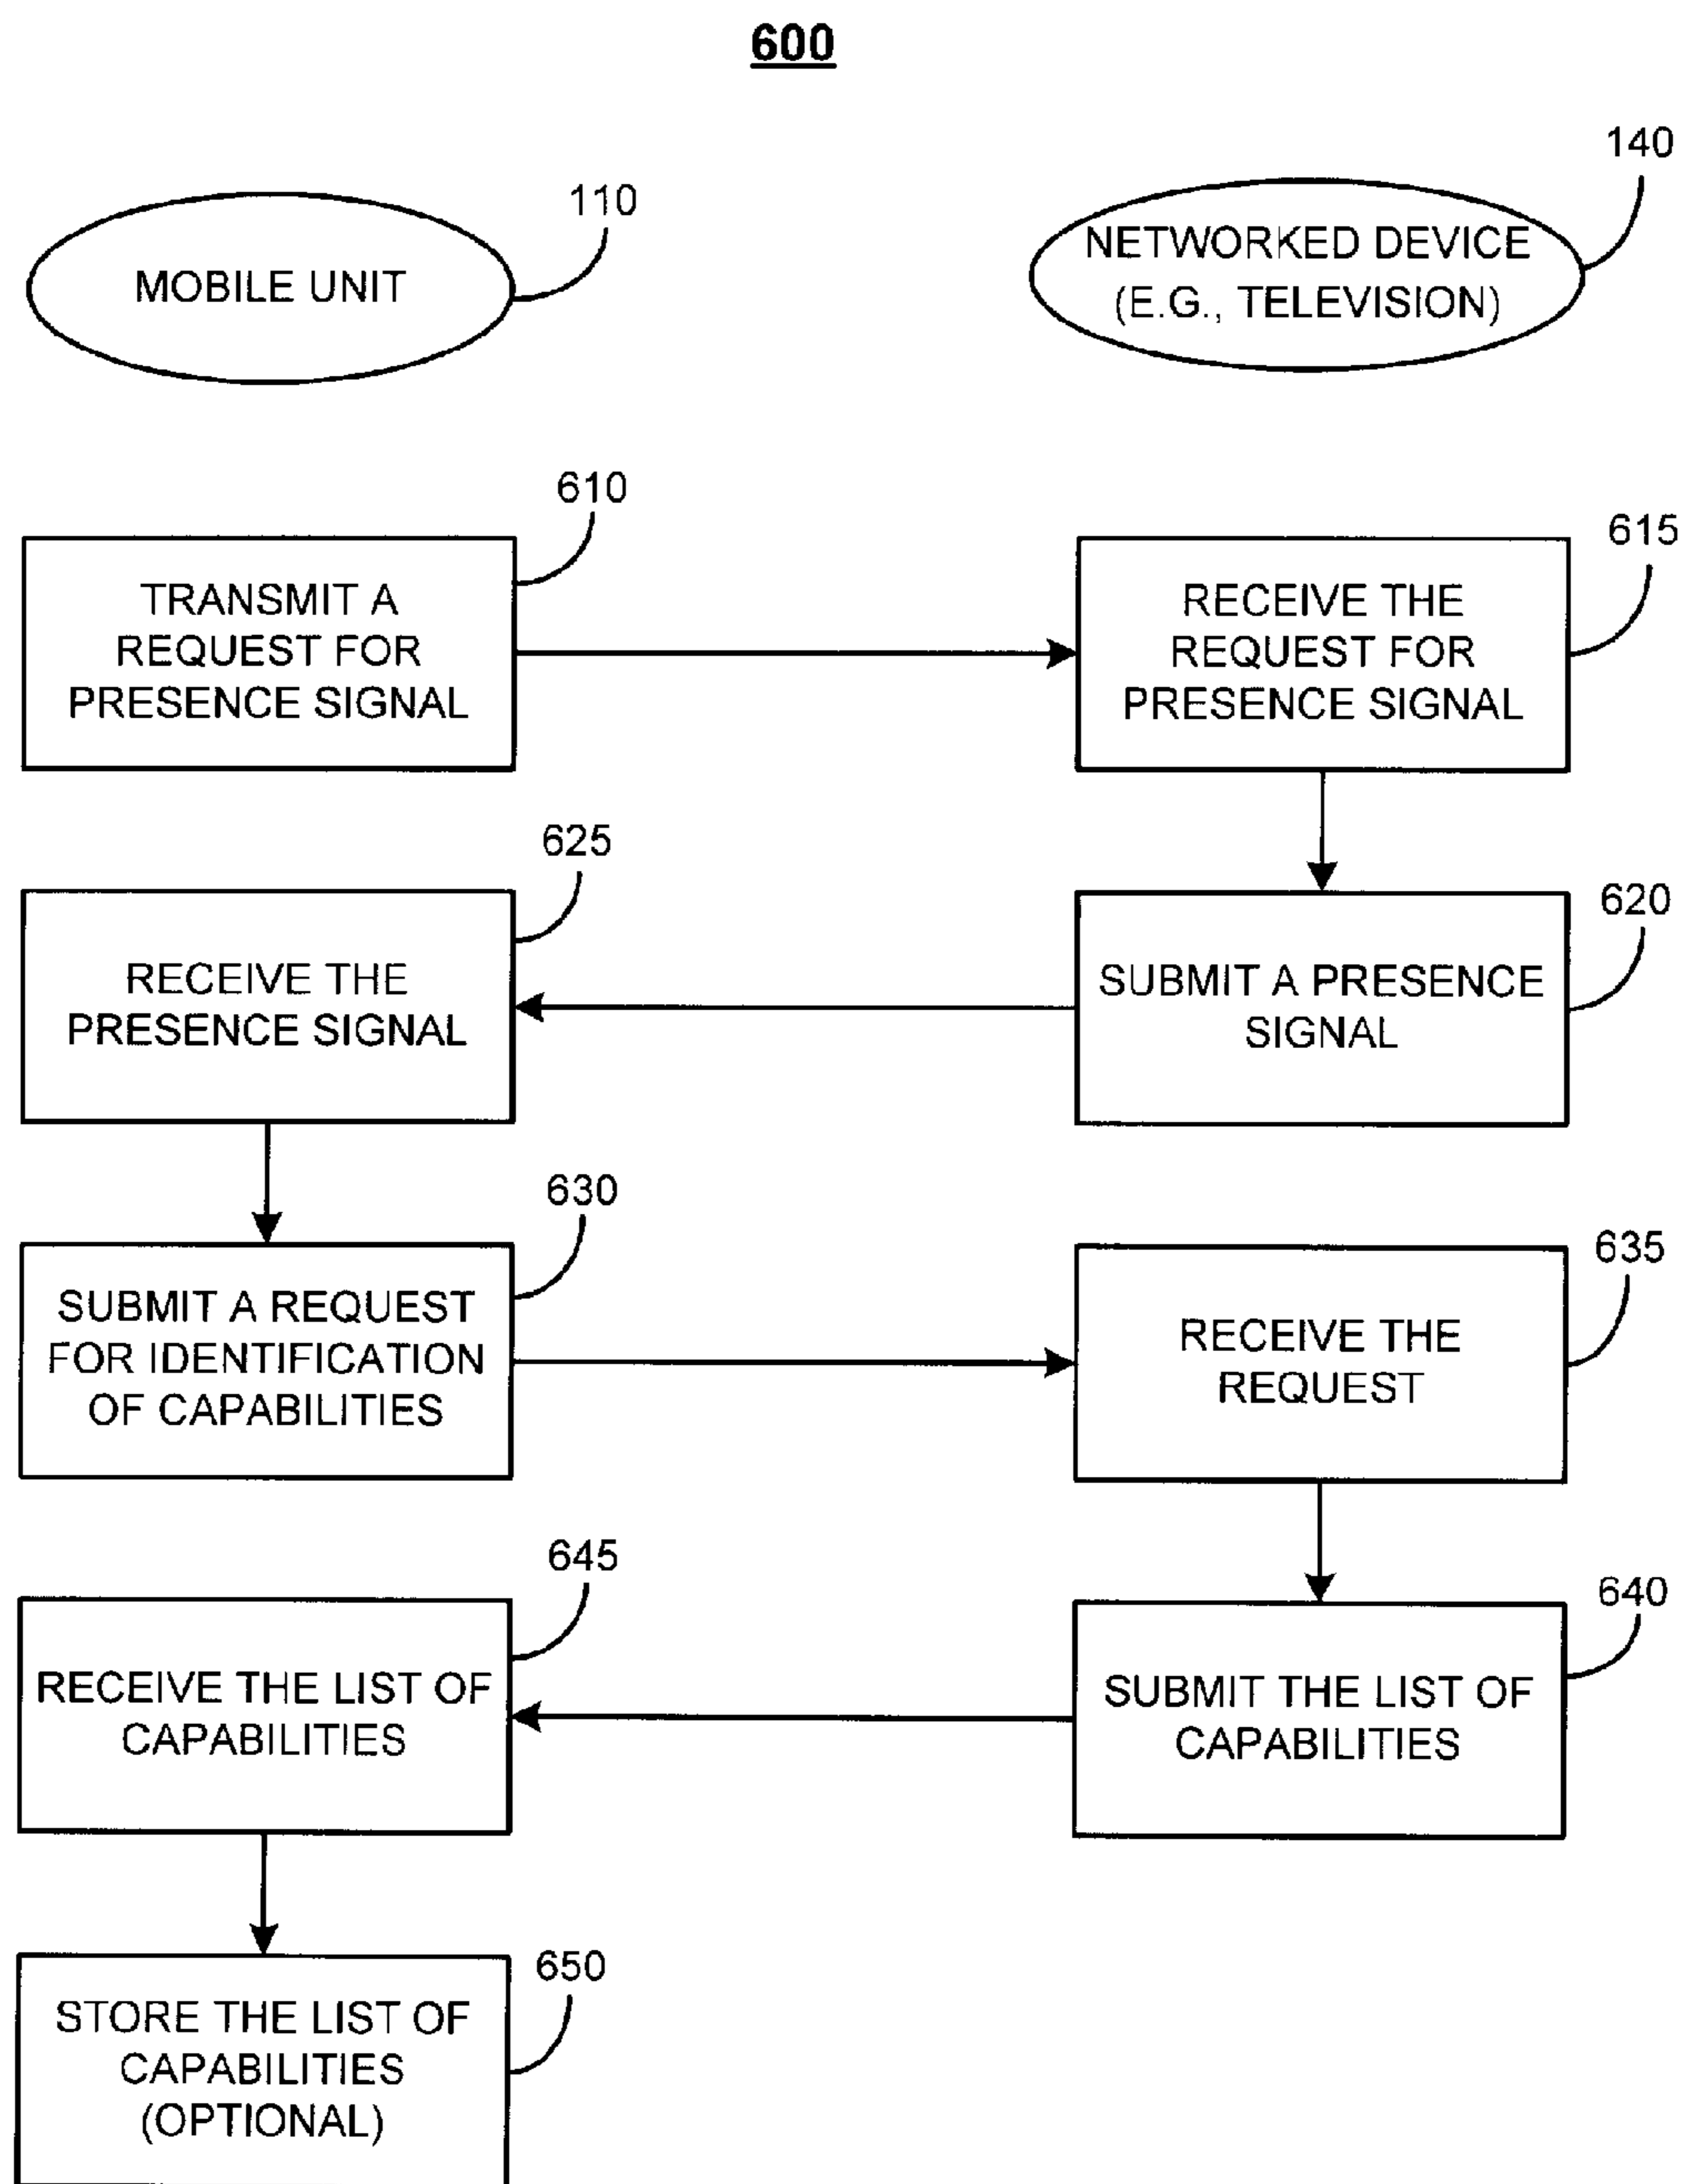 600
110
140
MOBILE UNIT
NETWORKED DEVICE
(E.G., TELEVISION)
610
615
TRANSMIT A
REQUEST FOR
PRESENCE SIGNAL
RECEIVE THE
REQUEST FOR
PRESENCE SIGNAL
625
620
RECEIVE THE
PRESENCE SIGNAL
SUBMIT A PRESENCE
SIGNAL
630
635
SUBMIT A REQUEST
FOR IDENTIFICATION
OF CAPABILITIES
RECEIVE THE
REQUEST
645
640
RECEIVE THE LIST OF
CAPABILITIES
SUBMIT THE LIST OF
CAPABILITIES
650
STORE THE LIST OF
CAPABILITIES
(OPTIONAL)